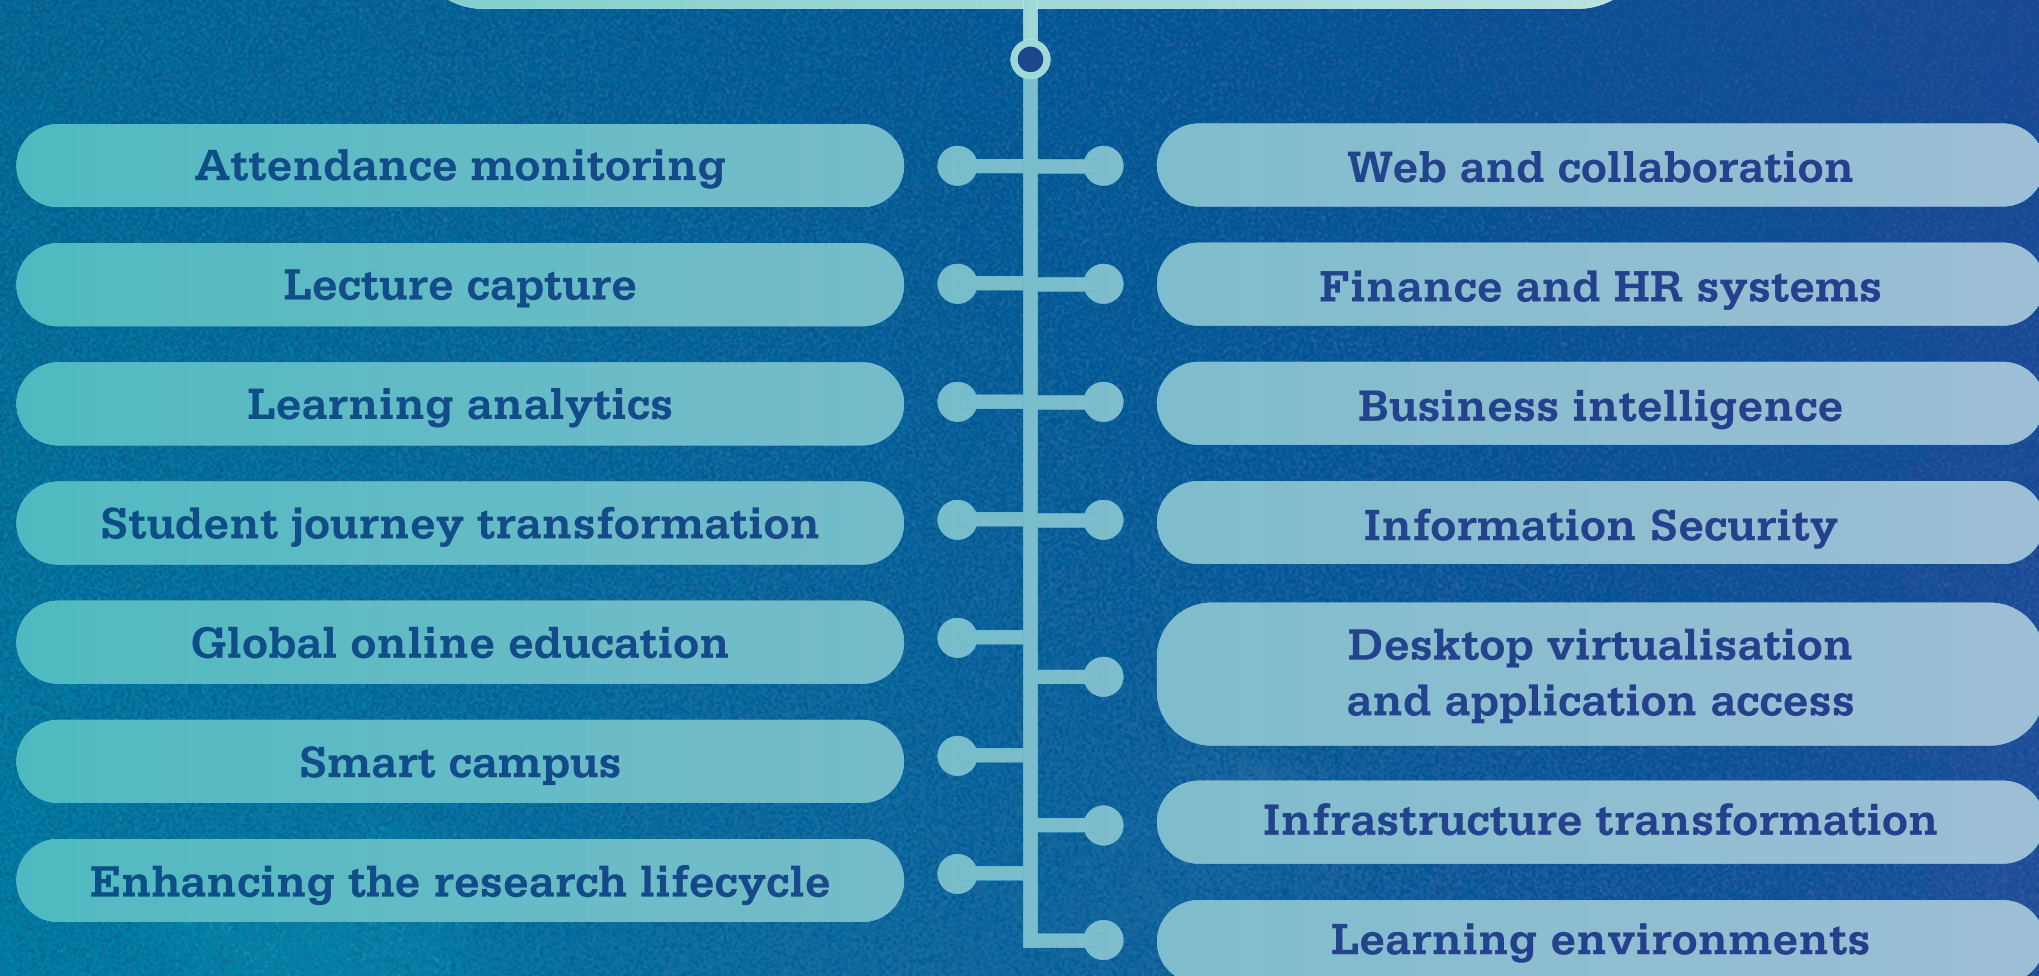 Attendance monitoring
Lecture capture
Learning analytics
Student journey transformation
Global online education
Smart campus
Enhancing the research lifecycle
Web and collaboration
Finance and HR systems
Business intelligence
Information Security
Desktop virtualisation
and application access
Infrastructure transformation
Learning environments